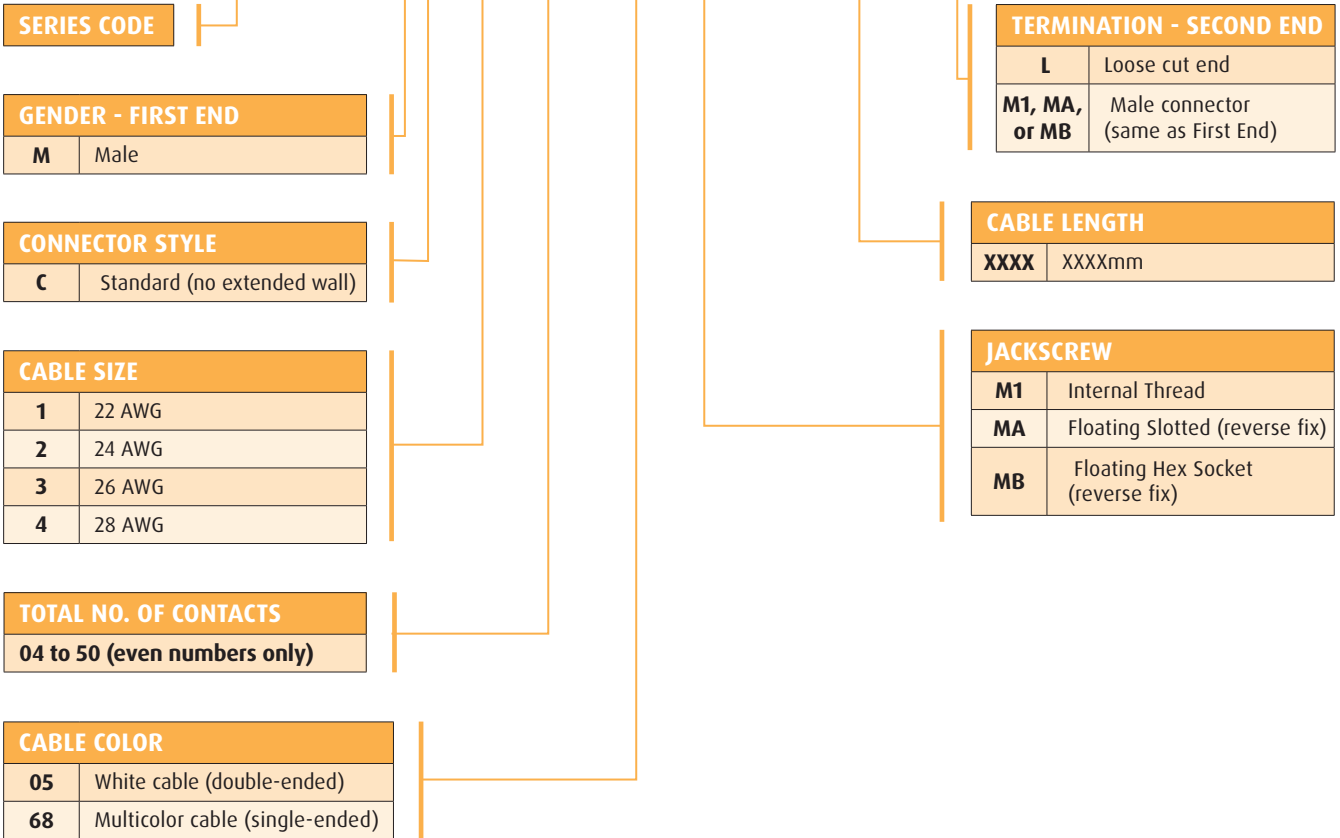 SERIES CODE
GENDER - FIRST END
M Male
CONNECTOR STYLE
C Standard (no extended wall)
CABLE SIZE
1 22 AWG
2 24 AWG
3 26 AWG
4 28 AWG
TOTAL NO. OF CONTACTS
04 to 50 (even numbers only)
CABLE COLOR
05 White cable (double-ended)
68 Multicolor cable (single-ended)
TERMINATION - SECOND END
L Loose cut end
M1, MA, Male connector
or MB (same as First End)
CABLE LENGTH
XXXX XXXXmm
JACKSCREW
M1 Internal Thread
MA Floating Slotted (reverse fix)
MB Floating Hex Socket
(reverse fix)